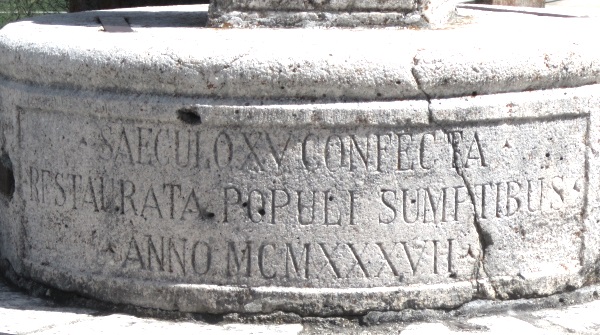 SAECULO XV CONFECTA
RESTAURATA POPULI SUMPTIBUS
ANNO MCMXXXVII